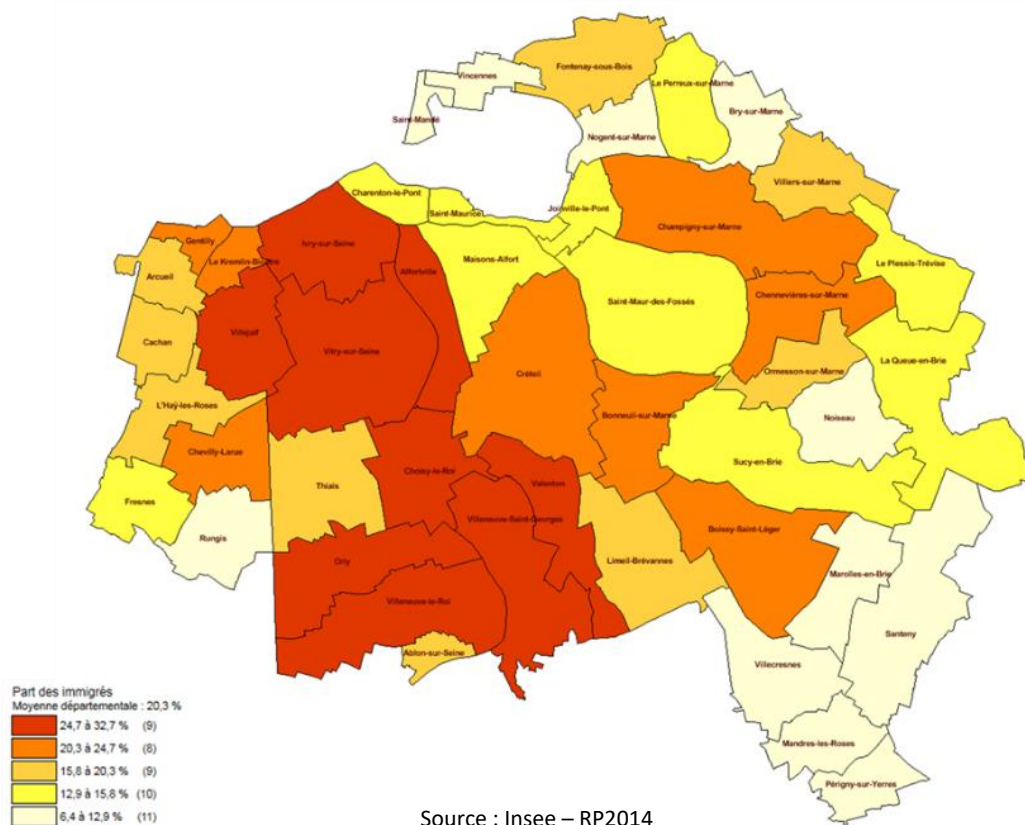 Fontenay-sous-Bois
Vincennes
Le Perreux-sur-Marne
Bry-sur-Marne
Saint-Mandé
Nogent-sur-Marne
Villiers-sur-Marne
Charenton-le-Pont
Saint-Maurice
Joinville-le-Pont
Champigny-sur-Marne
Gentilly
Ivry-sur-Seine
Le Kremlin-Bicêtre
Maisons-Alfort
Le Plessis-Trévise
Arcueil
Alfortville
Chennevières-sur-Marne
Saint-Maur-des-Fossés
Villejuif
Cachan
Vitry-sur-Seine
La Queue-en-Brie
Créteil
Ormesson-sur-Marne
L'Haÿ-les-Roses
Bonneuil-sur-Marne
Noiseau
Chevilly-Larue
Sucy-en-Brie
Choisy-le-Roi
Thiais
Valenton
Fresnes
Villeneuve-Saint-Georges
Boissy-Saint-Léger
Rungis
Orly
Limeil-Brévannes
Marolles-en-Brie
Villeneuve-le-Roi
Santeny
Ablon-sur-Seine
Villecresnes
Mandres-les-Roses
Périgny-sur-Yerres
Part des immigrés
Moyenne départementale : 20,3 %
24,7 à 32,7 % (9)
20,3 à 24,7 % (8)
15,8 à 20,3 % (9)
12,9 à 15,8 % (10)
6,4 à 12,9 % (11)
Source : Insee – RP2014